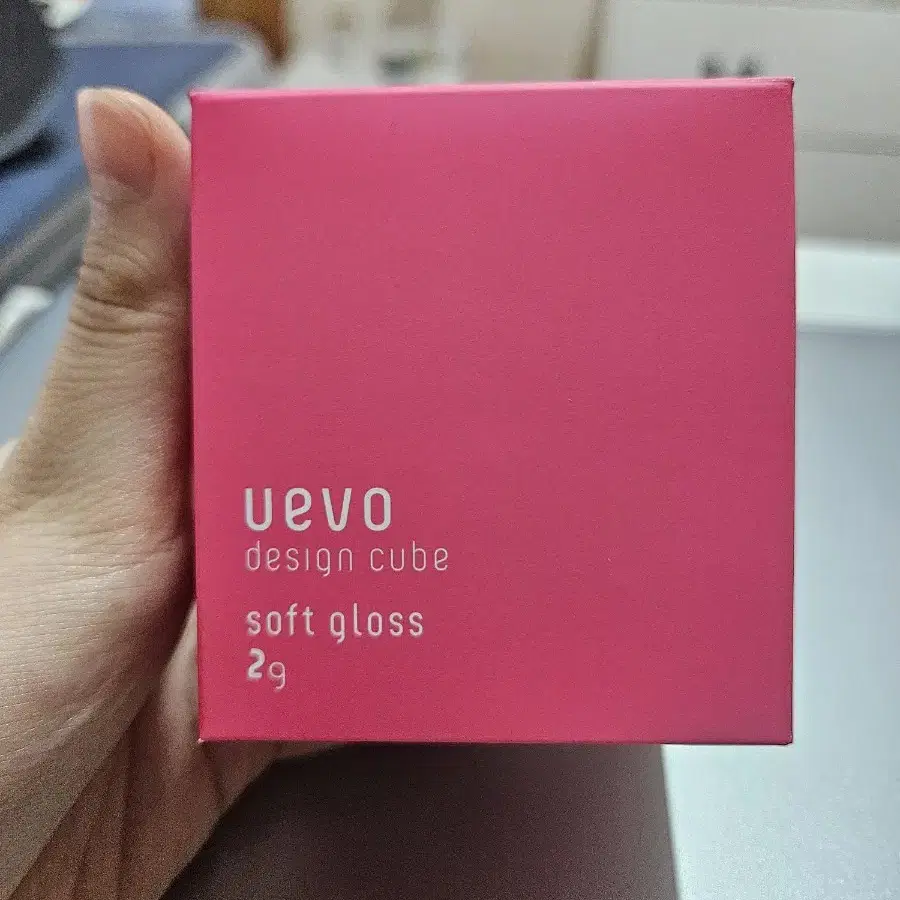 uevo
design cube
soft gloss
2g